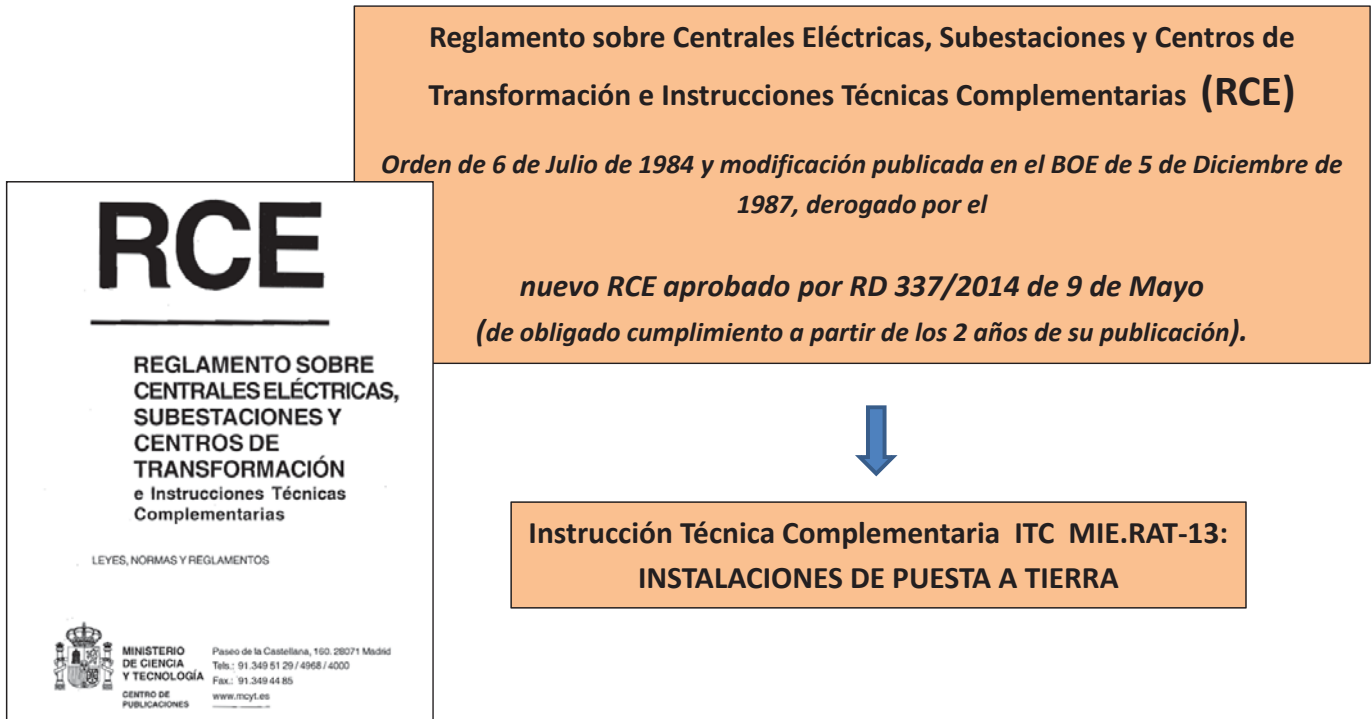 Reglamento sobre Centrales Eléctricas, Subestaciones y Centros de
Transformación e Instrucciones Técnicas Complementarias (RCE)
Orden de 6 de Julio de 1984 y modificación publicada en el BOE de 5 de Diciembre de
1987, derogado por el
nuevo RCE aprobado por RD 337/2014 de 9 de Mayo
(de obligado cumplimiento a partir de los 2 años de su publicación).
RCE
REGLAMENTO SOBRE
CENTRALES ELÉCTRICAS,
SUBESTACIONES Y
CENTROS DE
TRANSFORMACIÓN
e Instrucciones Técnicas
Complementarias
LEYES, NORMAS Y REGLAMENTOS
MINISTERIO
DE CIENCIA
Y TECNOLOGÍA
CENTRO DE
PUBLICACIONES
Paseo de la Castellana, 160. 28071 Madrid
Tels.: 91.349 51 29 / 4968 / 4000
Fax.: 91.349 44 85
www.mcyt.es
Instrucción Técnica Complementaria ITC MIE.RAT-13:
INSTALACIONES DE PUESTA A TIERRA